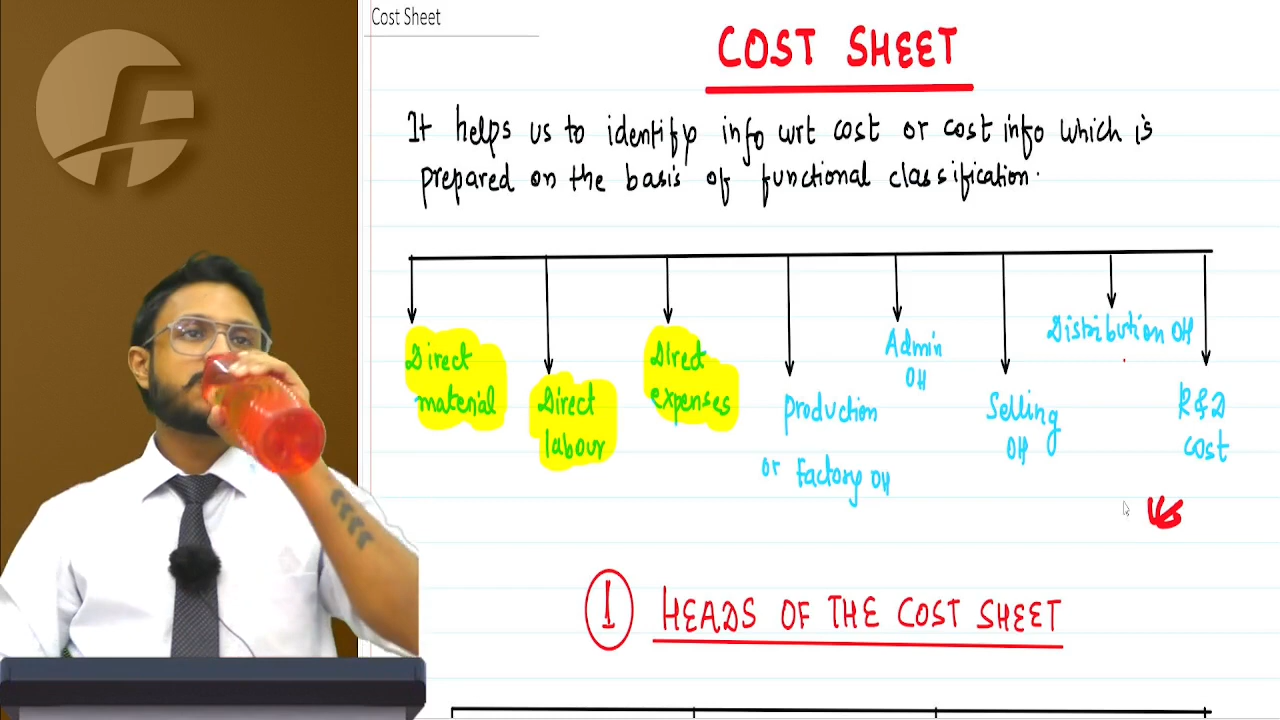 Cost Sheet
COST SHEET
It helps us to identify info wrt cost or cost info which is
prepared on the basis of functional classification.
Direct
material
Direct
labour
Direct
expenses
Production
or Factory OH
Admin
OH
Selling
OH
Distribution OH
R&D
cost
1 HEADS OF THE COST SHEET